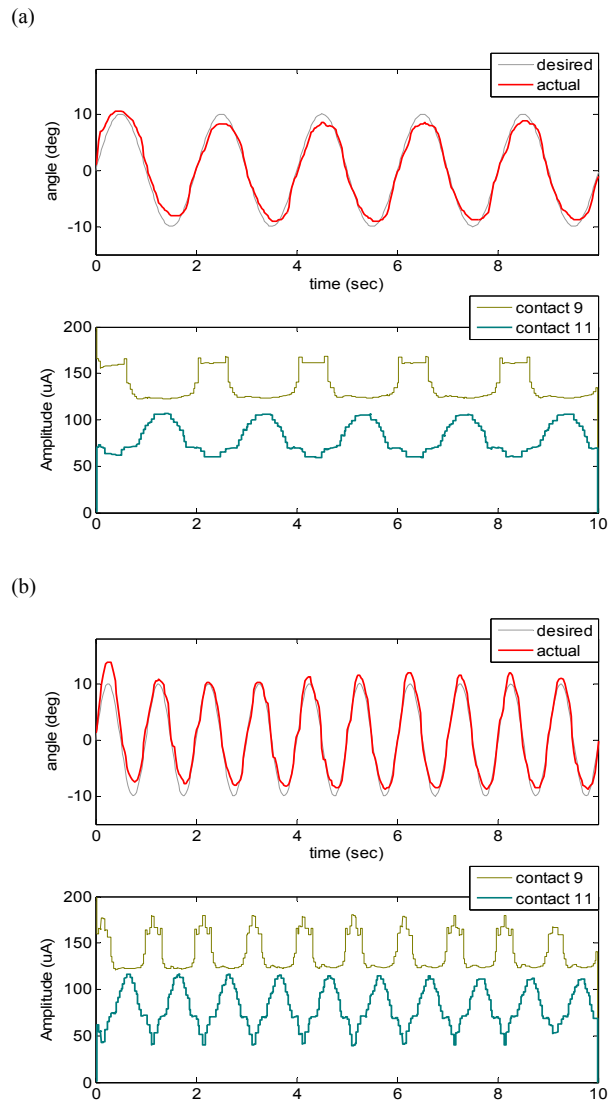 (a)
desired
actual
10
0
-10
angle (deg)
0 2 4 6 8 10
time (sec)
contact 9
contact 11
200
150
100
50
0
Amplitude (uA)
0 2 4 6 8 10
(b)
desired
actual
10
0
-10
angle (deg)
0 2 4 6 8 10
time (sec)
contact 9
contact 11
200
150
100
50
0
Amplitude (uA)
0 2 4 6 8 10